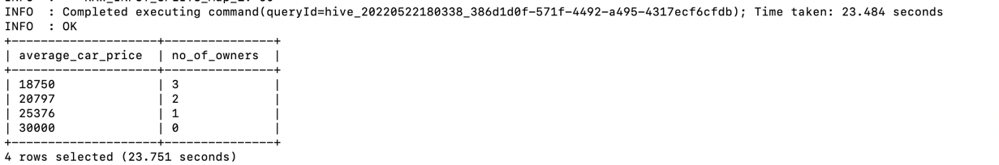 INFO  : Completed executing command(queryId=hive_20220522180338_386d1d0f-571f-4492-a495-4317ecf6cfdb); Time taken: 23.484 seconds
INFO  : OK
+--------------------+---------------+
| average_car_price  | no_of_owners  |
+--------------------+---------------+
| 18750              | 3             |
| 20797              | 2             |
| 25376              | 1             |
| 30000              | 0             |
+--------------------+---------------+
4 rows selected (23.751 seconds)